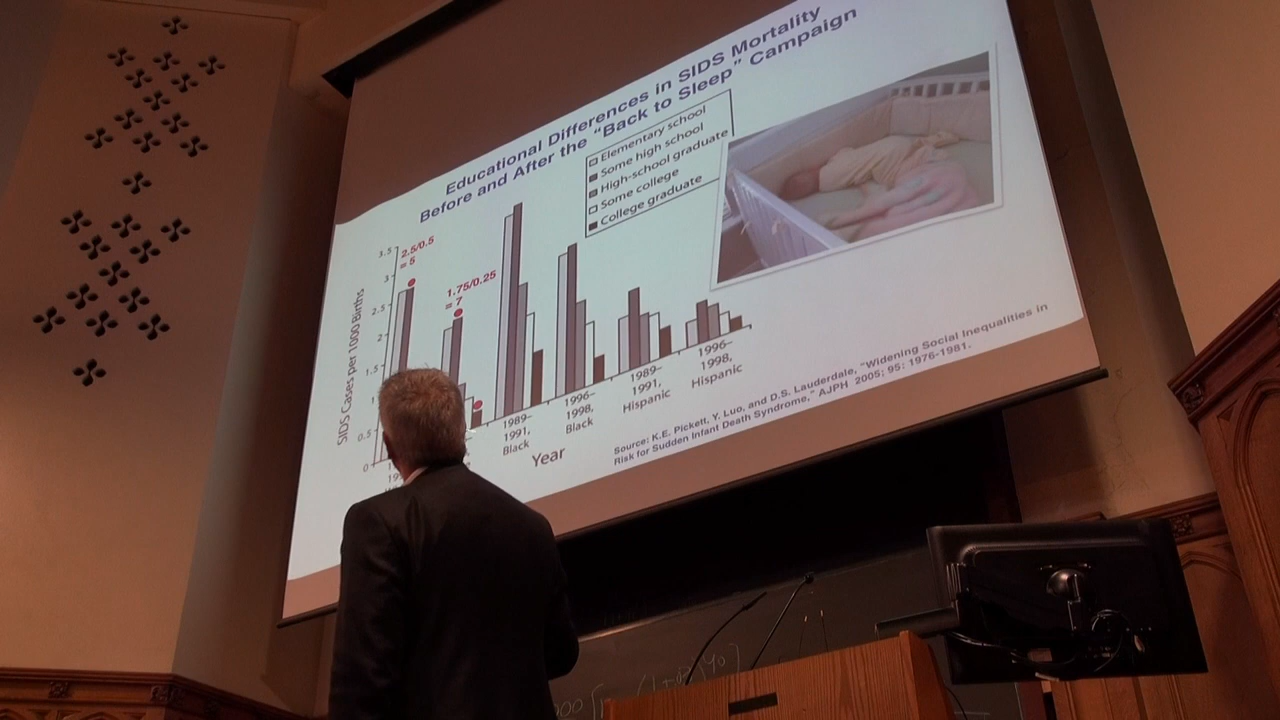 Educational Differences in SIDS Mortality
Before and After the “Back to Sleep” Campaign
Elementary school
Some high school
High-school graduate
Some college
College graduate
SIDS Cases per 1000 Births
3.5
3
2.5
2
1.5
1
0.5
0
2.5/0.5
= 5
1.75/0.25
= 7
1989–
1991,
Black
1996–
1998,
Black
1989–
1991,
Hispanic
1996–
1998,
Hispanic
Year
Source: K.E. Pickett, Y. Luo, and D.S. Lauderdale, “Widening Social Inequalities in
Risk for Sudden Infant Death Syndrome,” AJPH 2005; 95: 1976-1981.